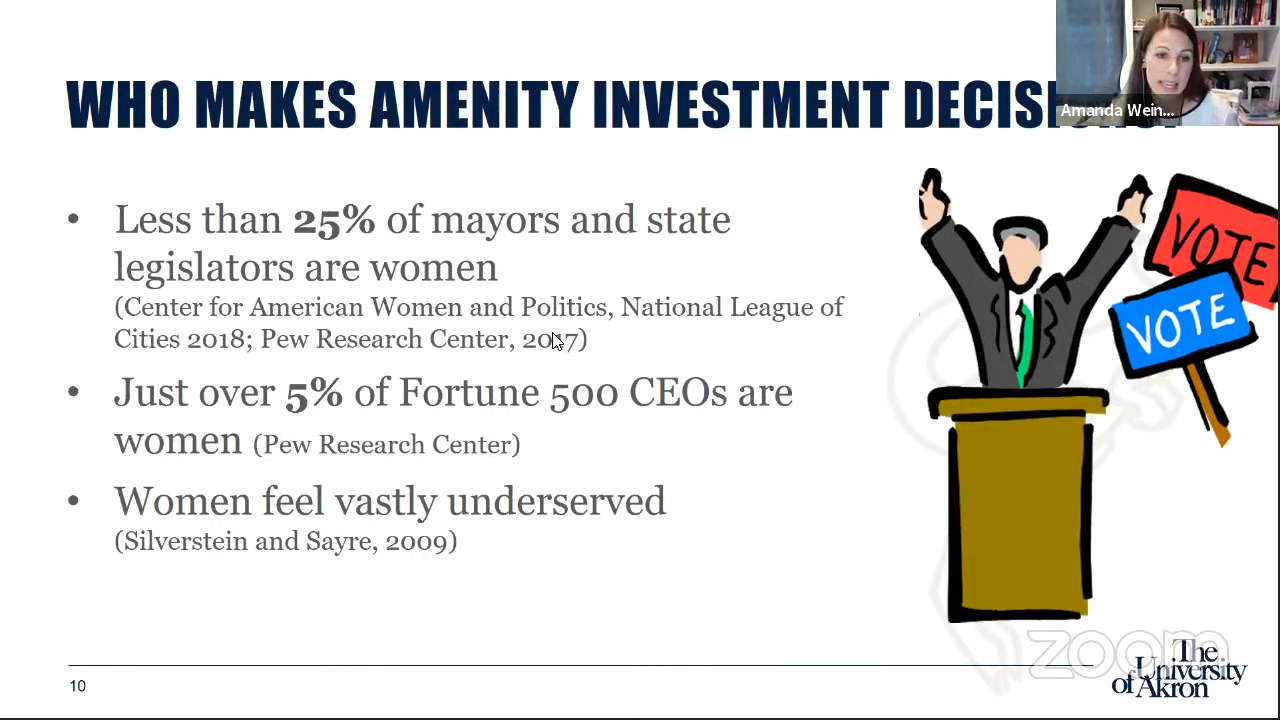 WHO MAKES AMENITY INVESTMENT
Amanda Wein...
• Less than 25% of mayors and state
legislators are women
(Center for American Women and Politics, National League of
Cities 2018; Pew Research Center, 2017)
• Just over 5% of Fortune 500 CEOs are
women (Pew Research Center)
• Women feel vastly underserved
(Silverstein and Sayre, 2009)
VOTE
VOTE
zoom
The
University
of Akron
10